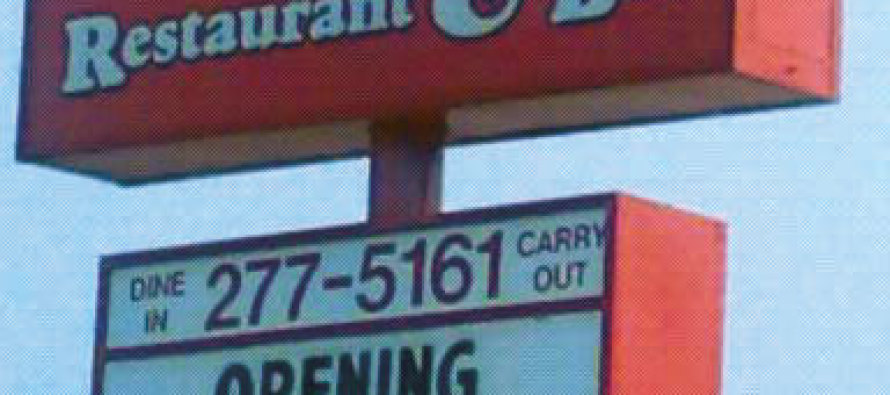 Restaurant &
DINE IN 277-5161 CARRY OUT
OPENING